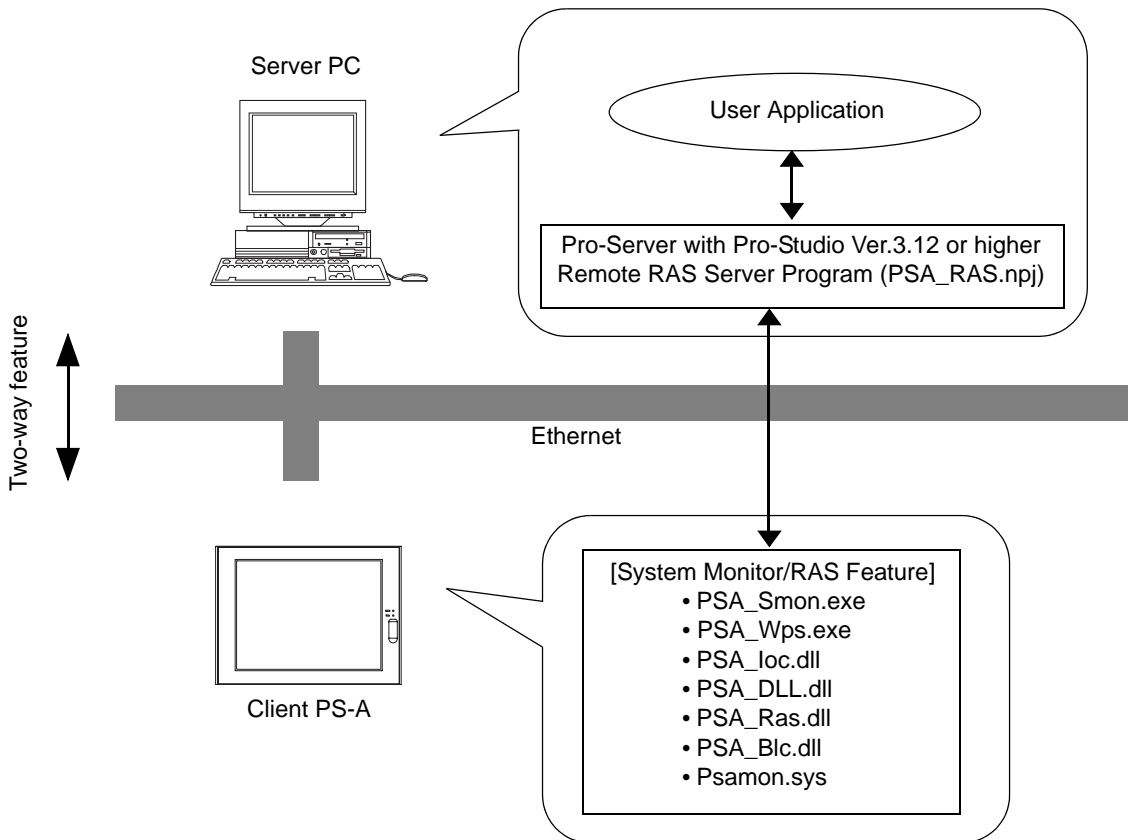 Server PC
User Application
Pro-Server with Pro-Studio Ver.3.12 or higher
Remote RAS Server Program (PSA_RAS.npj)
Two-way feature
Ethernet
Client PS-A
[System Monitor/RAS Feature]
• PSA_Smon.exe
• PSA_Wps.exe
• PSA_Ioc.dll
• PSA_DLL.dll
• PSA_Ras.dll
• PSA_Blc.dll
• Psamon.sys